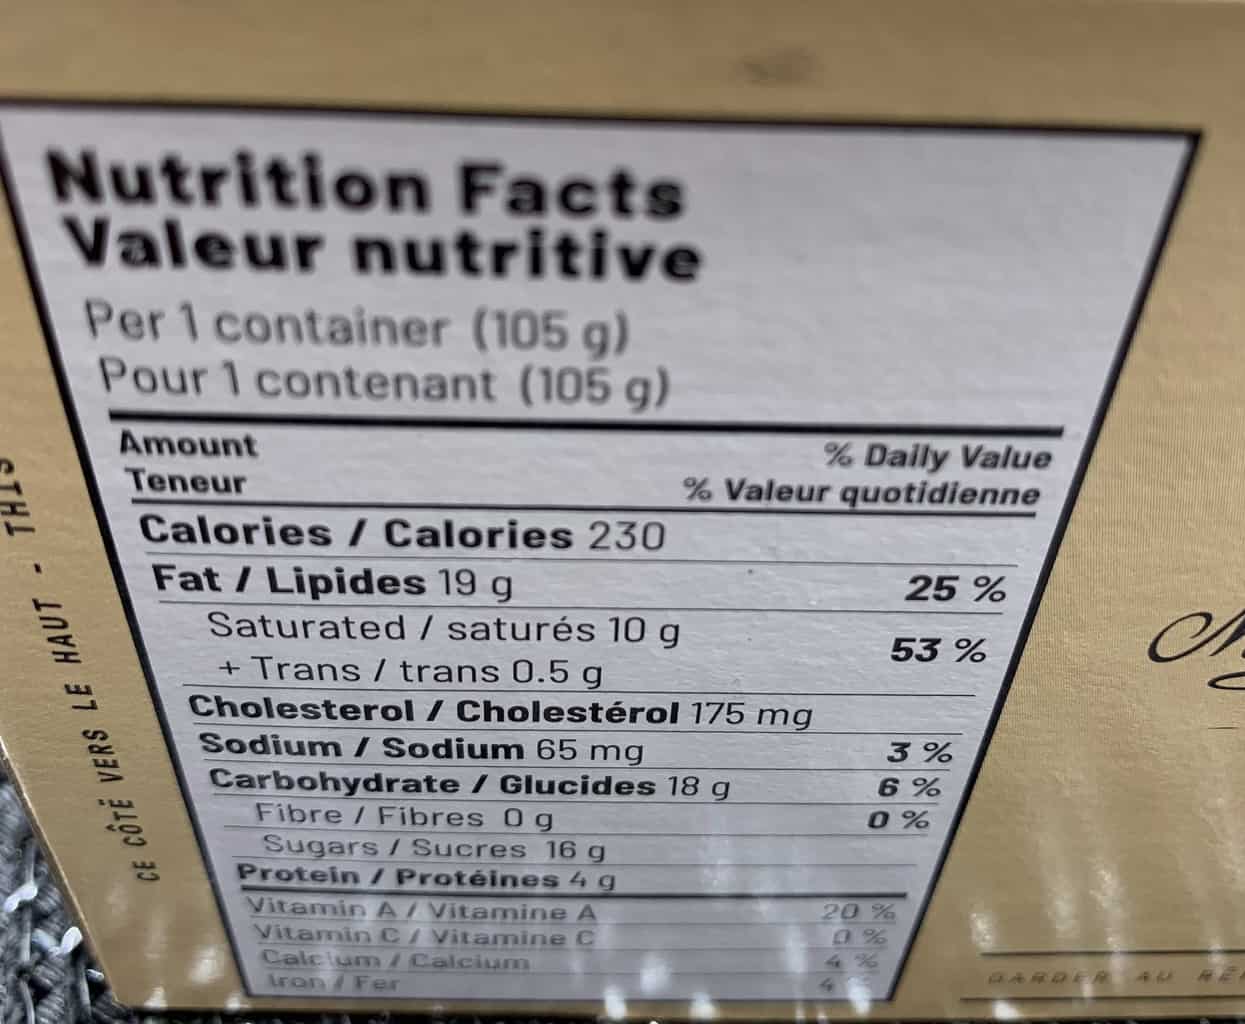 Nutrition Facts
Valeur nutritive
Per 1 container (105 g)
Pour 1 contenant (105 g)
Amount % Daily Value
Teneur % Valeur quotidienne
Calories / Calories 230
Fat / Lipides 19 g 25 %
Saturated / saturés 10 g 53 %
+ Trans / trans 0.5 g
Cholesterol / Cholestérol 175 mg
Sodium / Sodium 65 mg 3 %
Carbohydrate / Glucides 18 g 6 %
Fibre / Fibres 0 g 0 %
Sugars / Sucres 16 g
Protein / Protéines 4 g
Vitamin A / Vitamine A 20 %
Vitamin C / Vitamine C 0 %
Calcium / Calcium 4 %
Iron / Fer 4
CE CÔTÉ VERS LE HAUT - THIS
GARDER AU